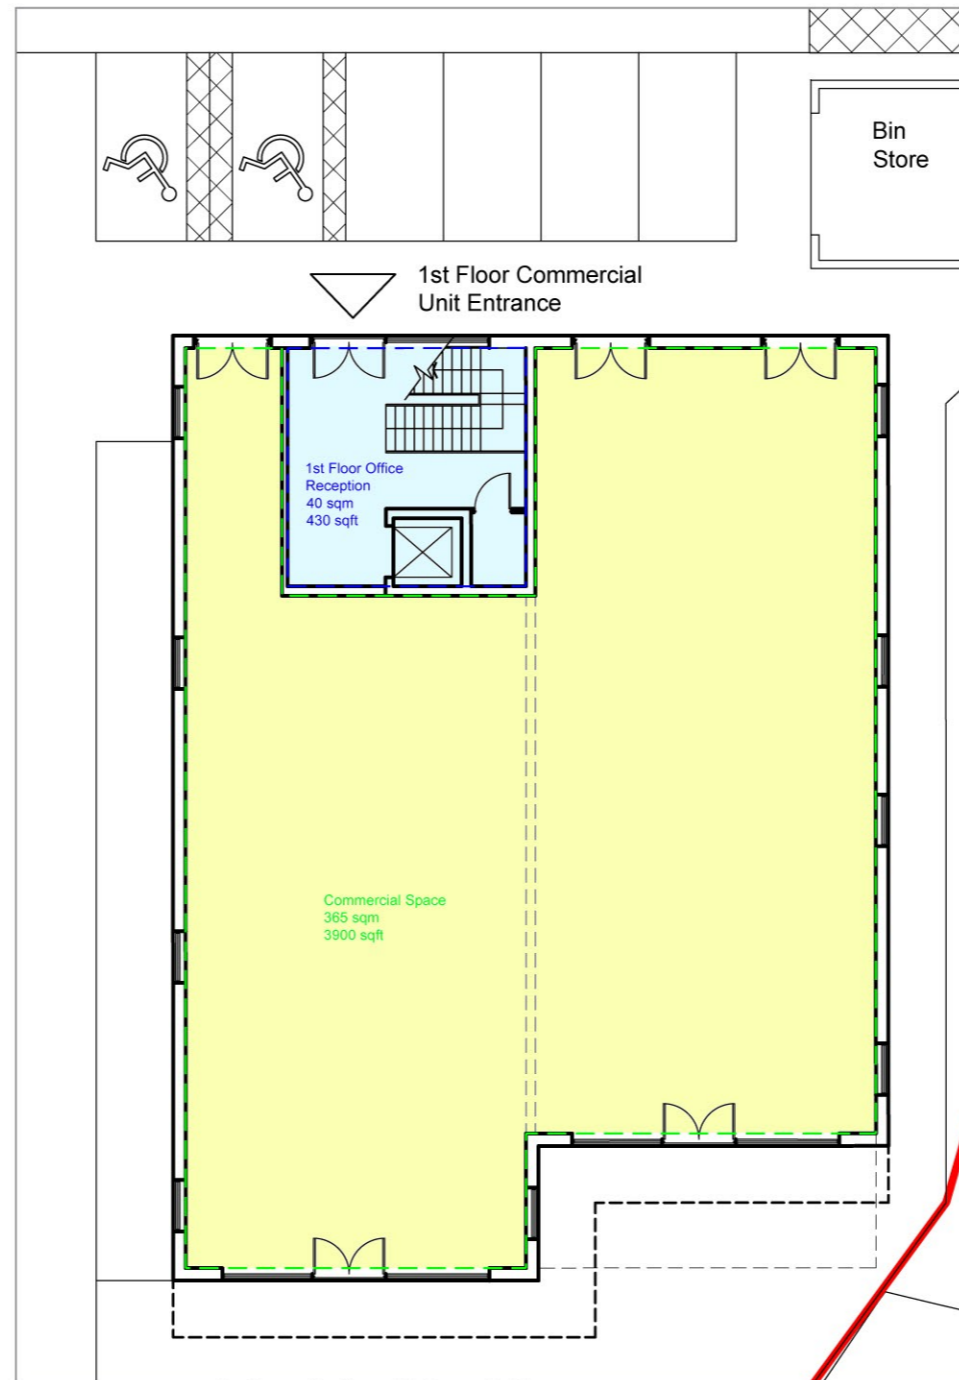 Bin
Store
1st Floor Commercial
Unit Entrance
1st Floor Office
Reception
40 sqm
430 sqft
Commercial Space
365 sqm
3900 sqft